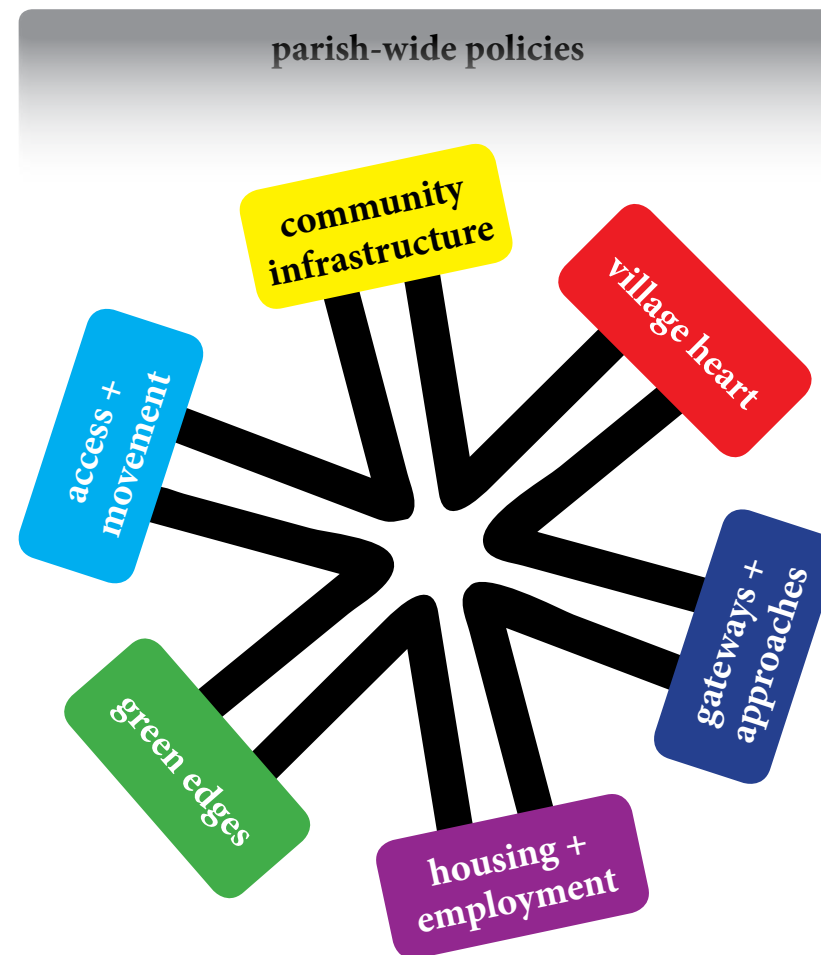 parish-wide policies
community
infrastructure
village heart
access +
movement
gateways +
approaches
green edges
housing +
employment